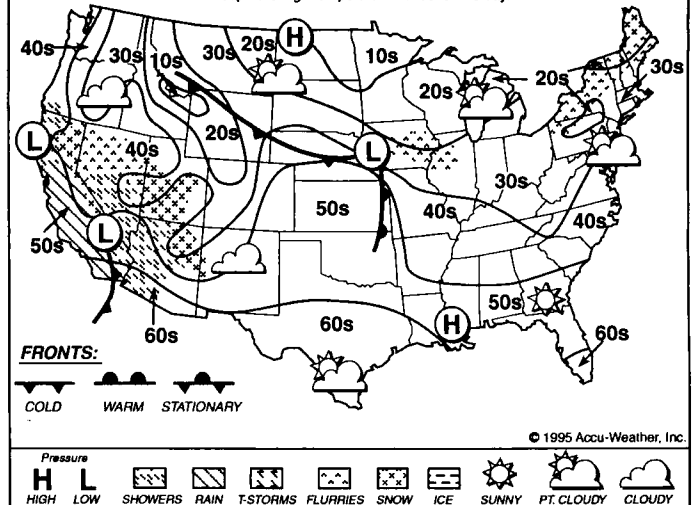 40s
30s
10s
30s
20s
H
10s
20s
20s
30s
L
40s
20s
L
30s
50s
L
50s
40s
40s
60s
60s
H
50s
60s
FRONTS:
COLD WARM STATIONARY
© 1995 Accu-Weather, Inc.
Pressure
H L
HIGH LOW SHOWERS RAIN T-STORMS FLURRIES SNOW ICE SUNNY PT. CLOUDY CLOUDY